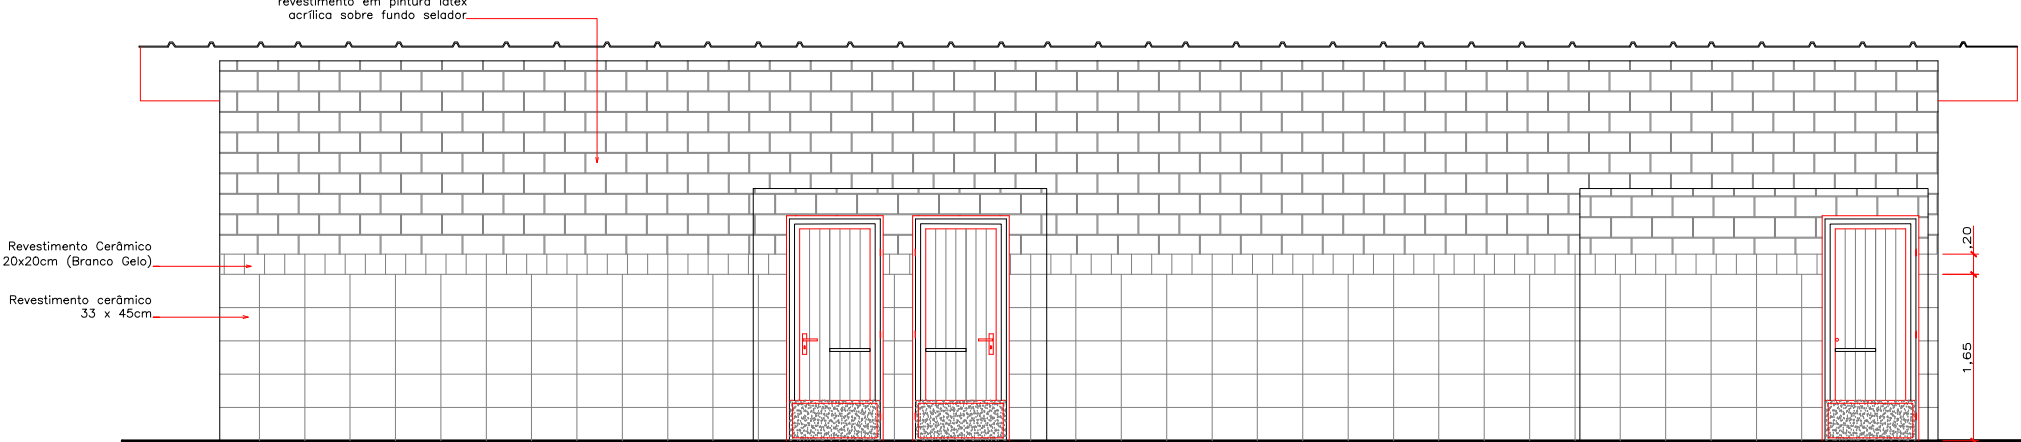 revestimento em pintura látex
acrílica sobre fundo selador
Revestimento Cerâmico
20x20cm (Branco Gelo)
Revestimento cerâmico
33 x 45cm
,20
1,65